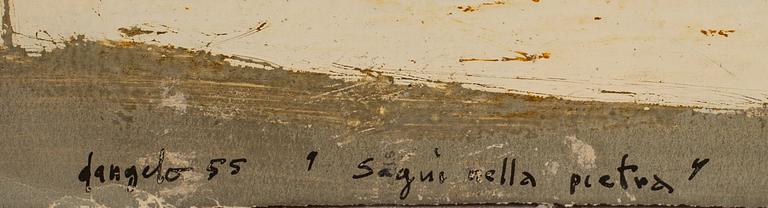 dangelo 55 " Segni nella pietra "